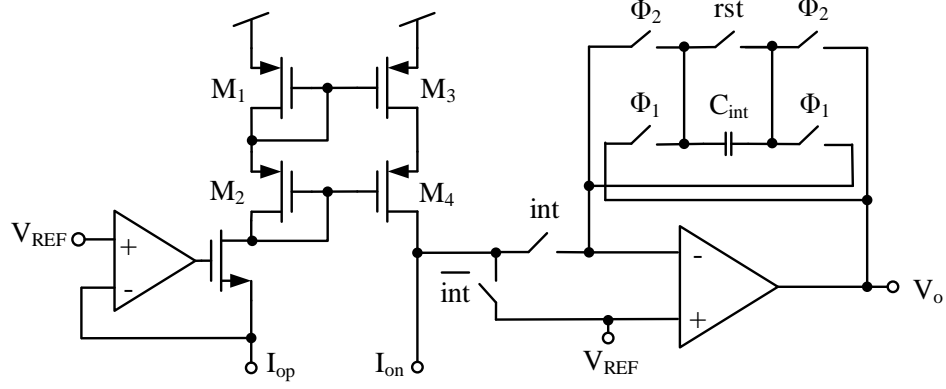 Φ2 rst Φ2
M1 M3
Φ1 Cint Φ1
M2 M4
int
VREF + - int - +
Vo
Iop Ion VREF